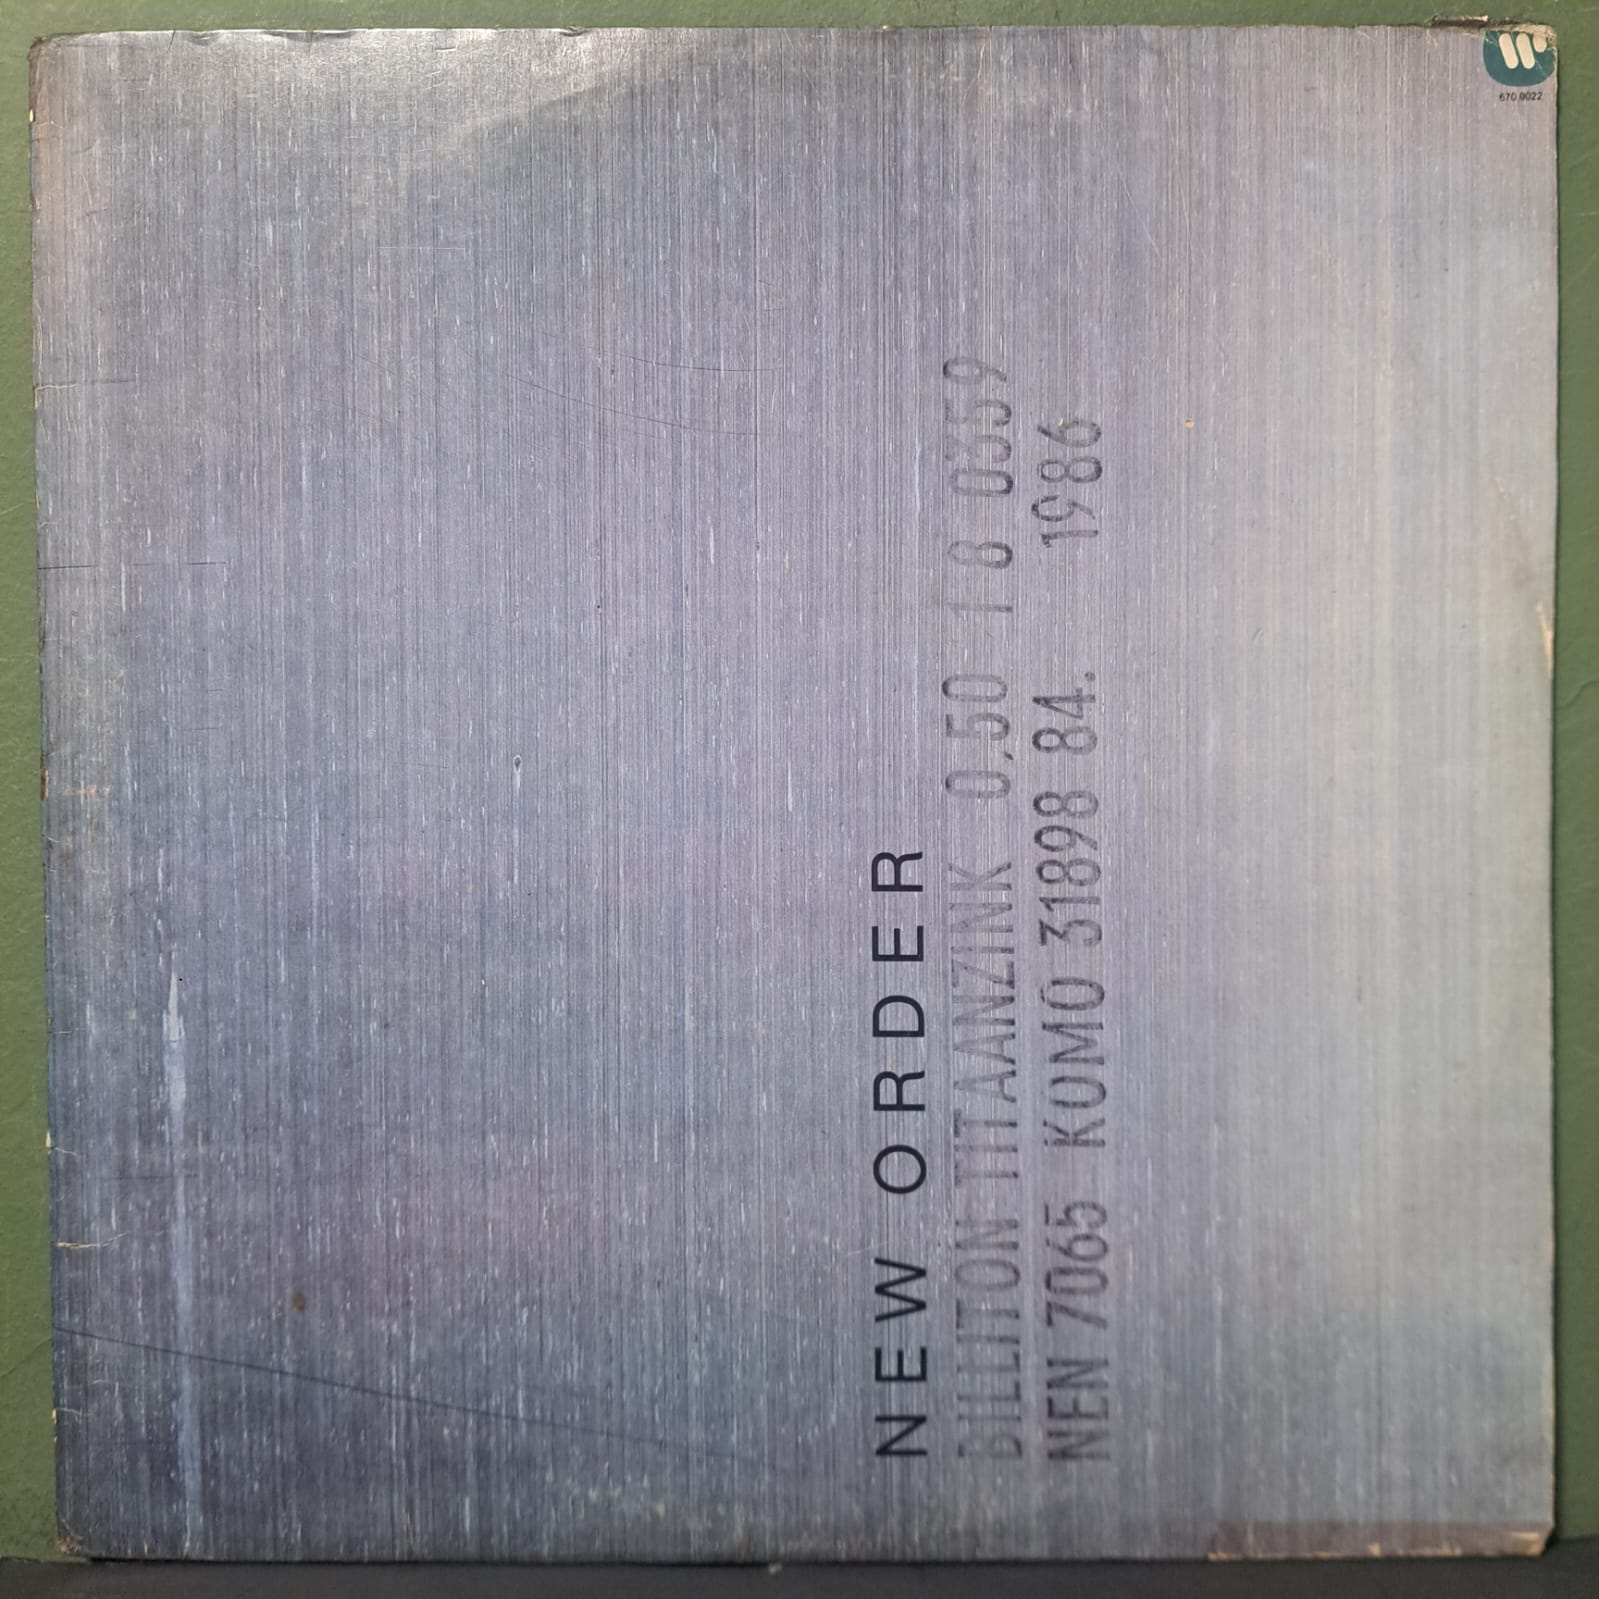 NEW ORDER
BILLITON TITAANZINK 0,50 18 0359
NEN 7065 KOMO 31898 84. 1986
670.0022